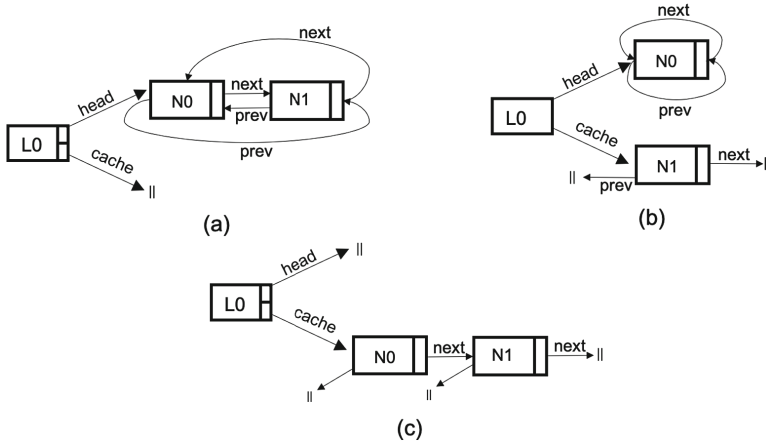 next
head
N0
next
N1
prev
L0
prev
cache
||
(a)
next
N0
head
prev
L0
cache
N1
next
||
prev
||
(b)
head
||
L0
cache
N0
next
N1
next
||
||
||
(c)